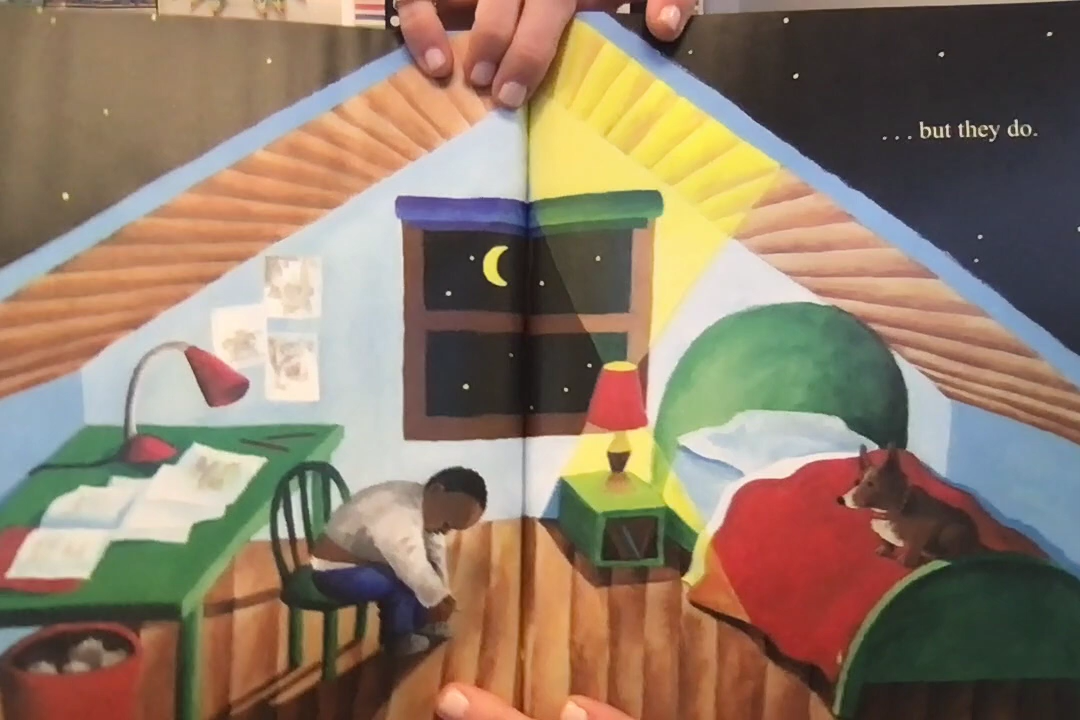 . . . but they do.